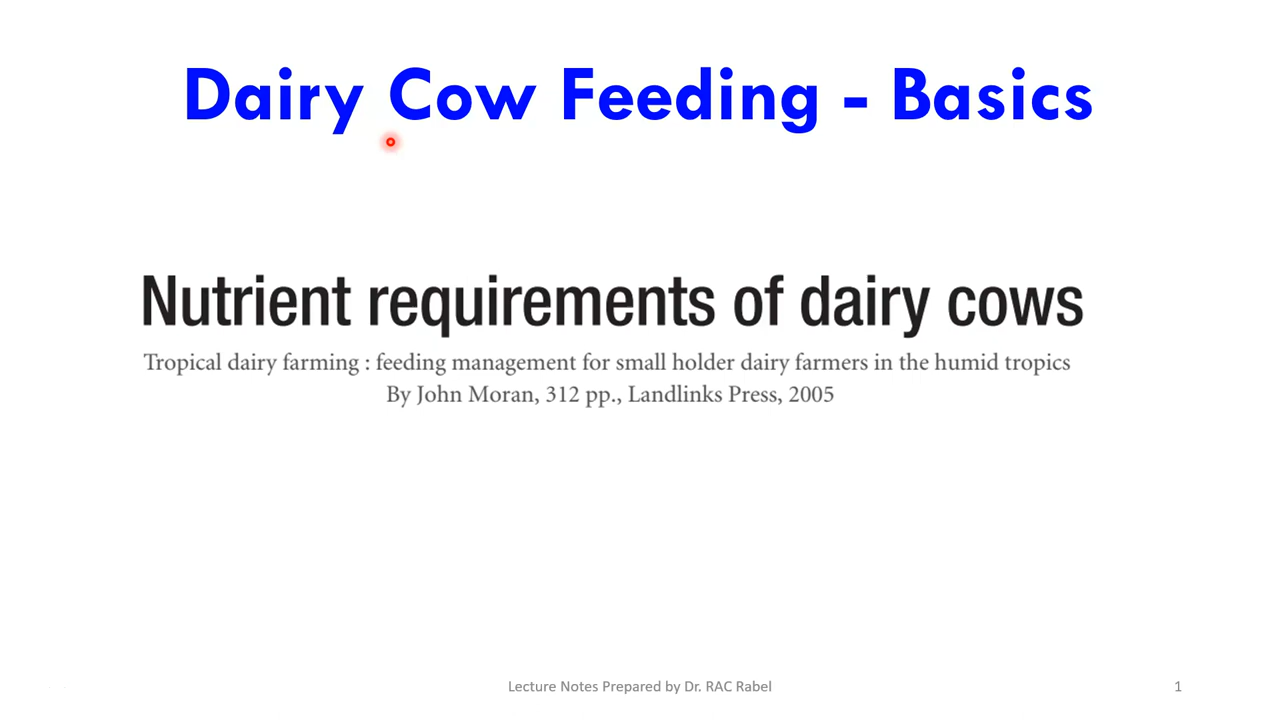 Dairy Cow Feeding - Basics
Nutrient requirements of dairy cows
Tropical dairy farming : feeding management for small holder dairy farmers in the humid tropics
By John Moran, 312 pp., Landlinks Press, 2005
Lecture Notes Prepared by Dr. RAC Rabel
1